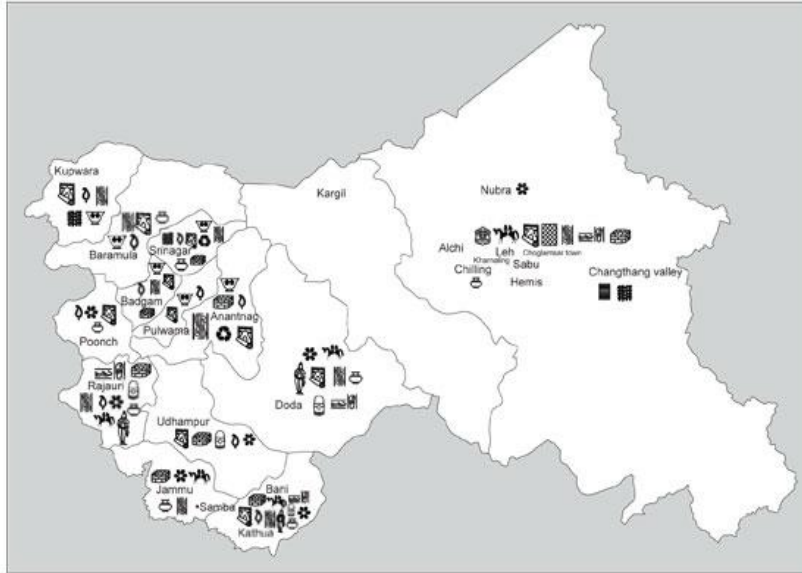 Kupwara
Kargil
Nubra
Baramula
Srinagar
Alchi
Leh
Choglamsar town
Kharnaling
Sabu
Chilling
Changthang valley
Hemis
Badgam
Anantnag
Pulwama
Poonch
Rajauri
Doda
Udhampur
Jammu
•Samba
Bani
Kathua